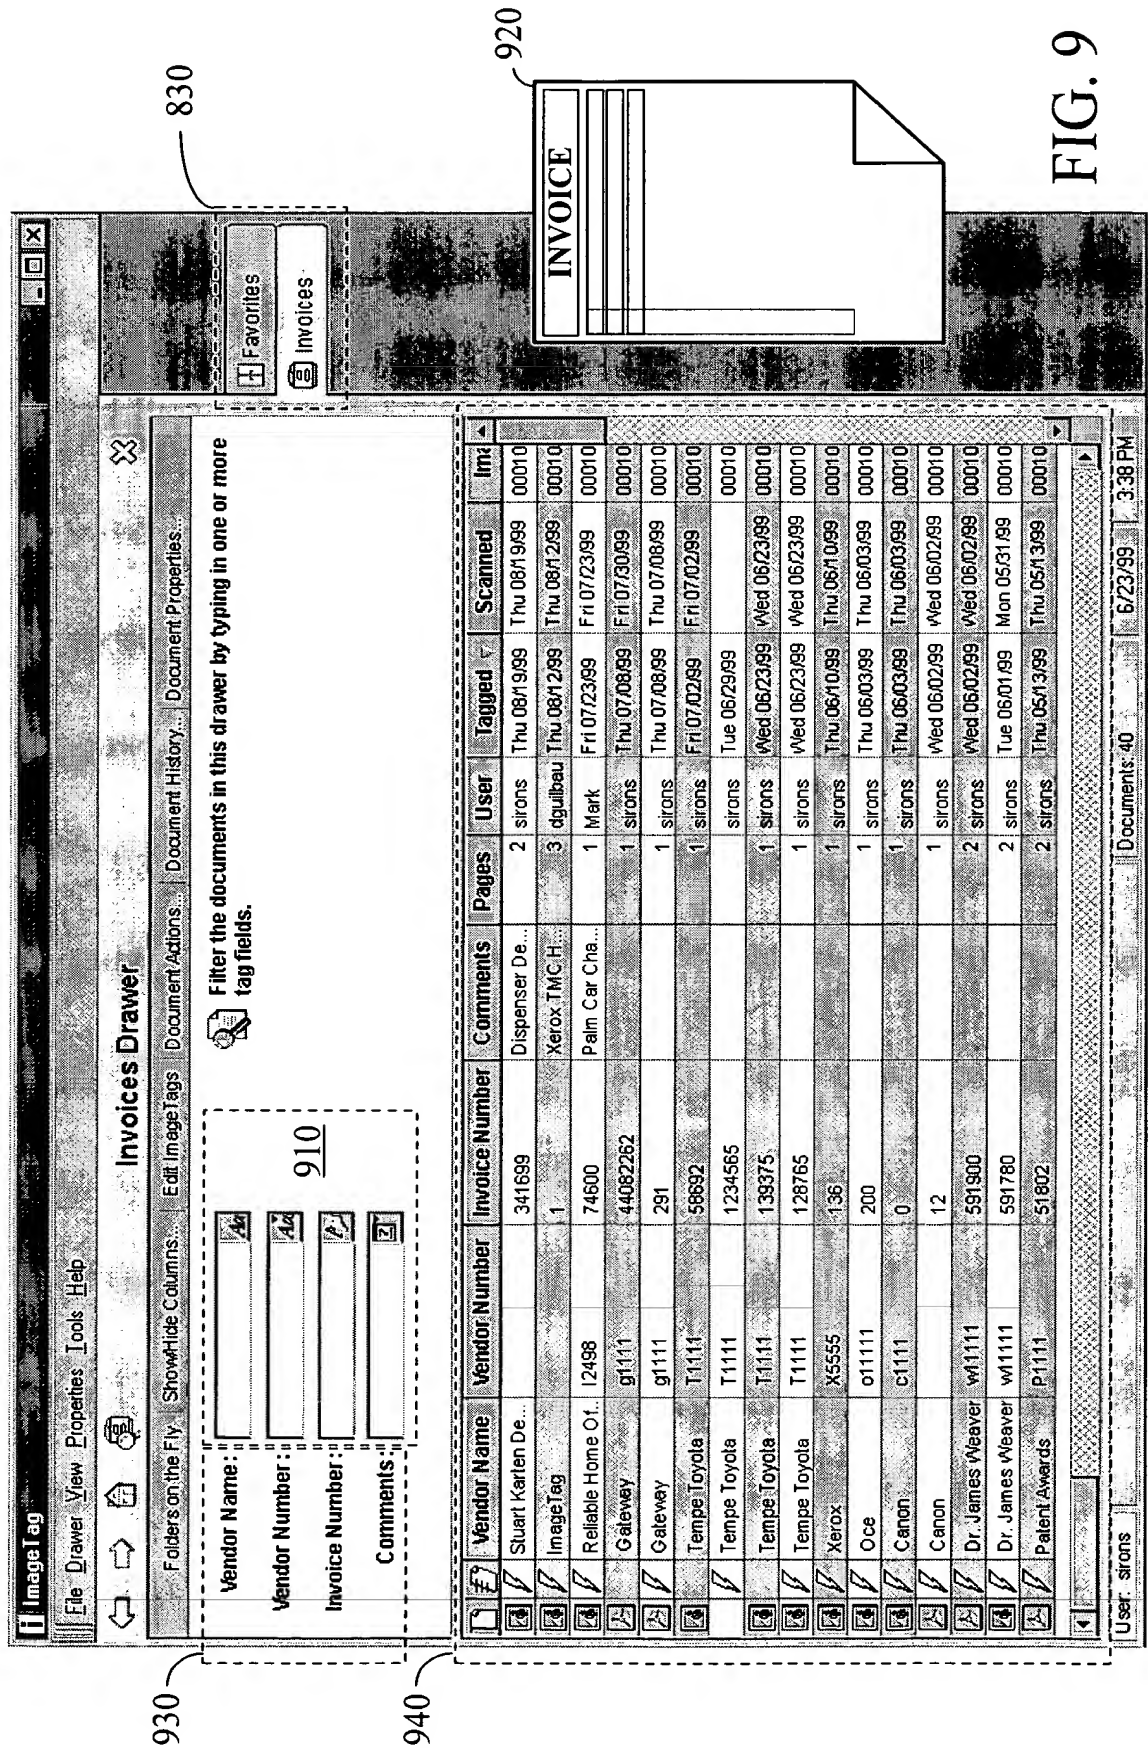 ImageTag
File Drawer View Properties Tools Help
Invoices Drawer
Folders on the Fly Show/Hide Columns... Edit ImageTags Document Actions... Document History... Document Properties...
Vendor Name:
Vendor Number:
Invoice Number:
Comments:
910
Filter the documents in this drawer by typing in one or more
tag fields.
Favorites
Invoices
830
930
940
920
INVOICE
Vendor Name Vendor Number Invoice Number Comments Pages User Tagged Scanned Ima
Stuart Karten De... 341699 Dispenser De... 2 sirons Thu 08/19/99 Thu 08/19/99 00010
ImageTag 1 Xerox TMC H... 3 dguilbau Thu 08/12/99 Thu 08/12/99 00010
Reliable Home Of... I2498 74600 Palm Car Cha... 1 Mark Fri 07/23/99 Fri 07/23/99 00010
Gateway g1111 44082262 1 sirons Thu 07/08/99 Fri 07/30/99 00010
Gateway g1111 291 1 sirons Thu 07/08/99 Thu 07/08/99 00010
Tempe Toyota T1111 58692 1 sirons Fri 07/02/99 Fri 07/02/99 00010
Tempe Toyota T1111 1234565 sirons Tue 06/29/99 00010
Tempe Toyota T1111 139375 1 sirons Wed 06/23/99 Wed 06/23/99 00010
Tempe Toyota T1111 128765 1 sirons Wed 06/23/99 Wed 06/23/99 00010
Xerox X5555 136 1 sirons Thu 06/10/99 Thu 06/10/99 00010
Oce o1111 200 1 sirons Thu 06/03/99 Thu 06/03/99 00010
Canon c1111 0 1 sirons Thu 06/03/99 Thu 06/03/99 00010
Canon 12 1 sirons Wed 06/02/99 Wed 06/02/99 00010
Dr. James Weaver w1111 591900 2 sirons Wed 06/02/99 Wed 06/02/99 00010
Dr. James Weaver w1111 591780 2 sirons Tue 06/01/99 Mon 05/31/99 00010
Patent Awards P1111 51802 2 sirons Thu 05/13/99 Thu 05/13/99 00010
User: sirons Documents: 40 6/23/99 3:38 PM
FIG. 9